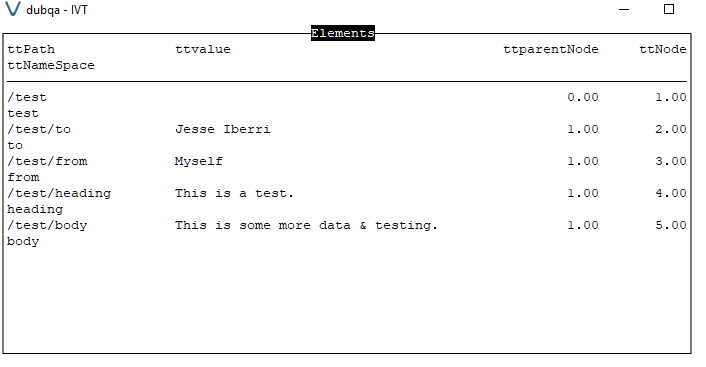 dubqa - IVT
Elements
ttPath ttvalue ttparentNode ttNode
ttNameSpace
/test 0.00 1.00
test
/test/to Jesse Iberri 1.00 2.00
to
/test/from Myself 1.00 3.00
from
/test/heading This is a test. 1.00 4.00
heading
/test/body This is some more data & testing. 1.00 5.00
body